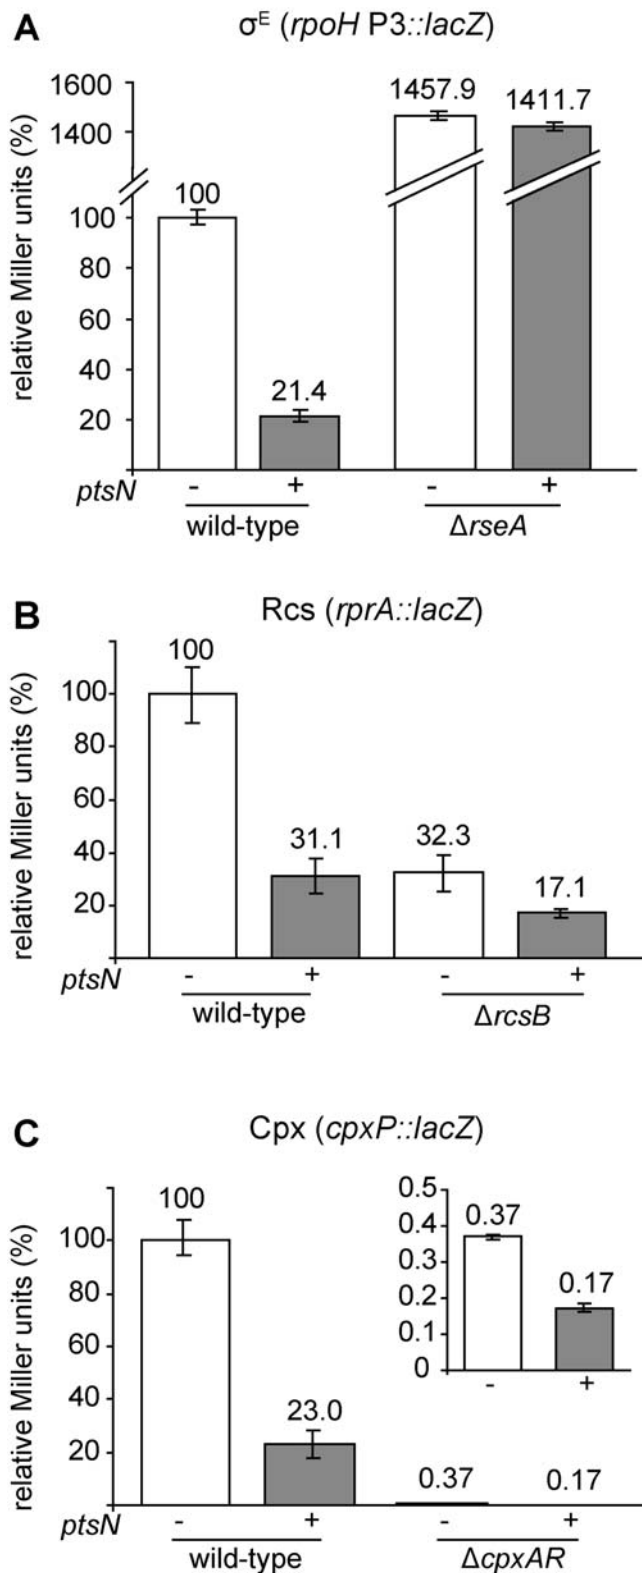 A
σE (rpoH P3::lacZ)
relative Miller units (%)
1600
1400
100
80
60
40
20
100
21.4
1457.9
1411.7
ptsN
- + - +
wild-type ΔrseA
B
Rcs (rprA::lacZ)
relative Miller units (%)
100
80
60
40
20
100
31.1
32.3
17.1
ptsN
- + - +
wild-type ΔrcsB
C
Cpx (cpxP::lacZ)
relative Miller units (%)
100
80
60
40
20
100
23.0
0.37
0.17
0.5
0.4
0.3
0.2
0.1
0
0.37
0.17
- +
ptsN
- + - +
wild-type ΔcpxAR